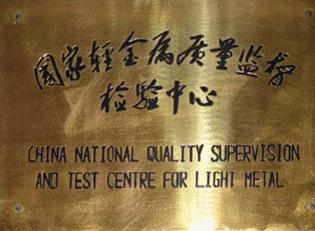 国家轻金属质量监督
检验中心
CHINA NATIONAL QUALITY SUPERVISION
AND TEST CENTRE FOR LIGHT METAL